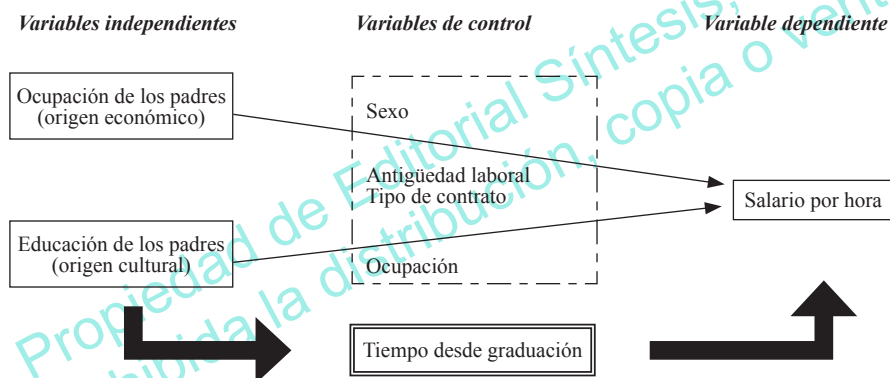 Variables independientes Variables de control Variable dependiente
Ocupación de los padres
(origen económico)
Sexo
Antigüedad laboral
Tipo de contrato
Salario por hora
Educación de los padres
(origen cultural)
Ocupación
Tiempo desde graduación
Propiedad de Editorial Síntesis,
prohibida la distribución, copia o venta